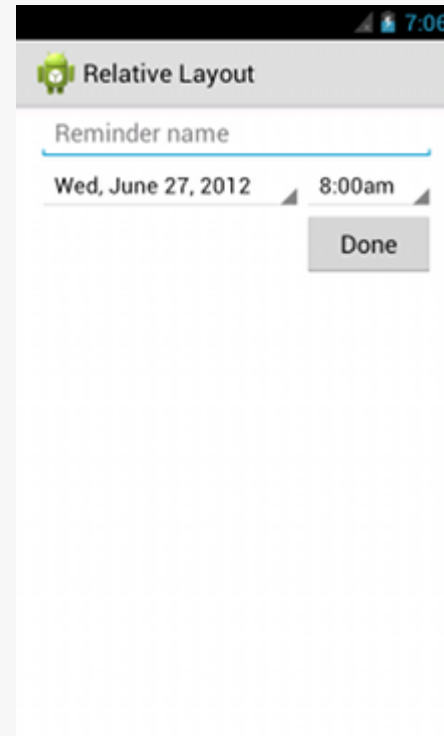 7:06
Relative Layout
Reminder name
Wed, June 27, 2012 8:00am
Done